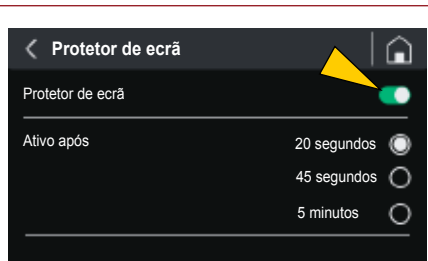 Protetor de ecrã
Protetor de ecrã
Ativo após
20 segundos
45 segundos
5 minutos